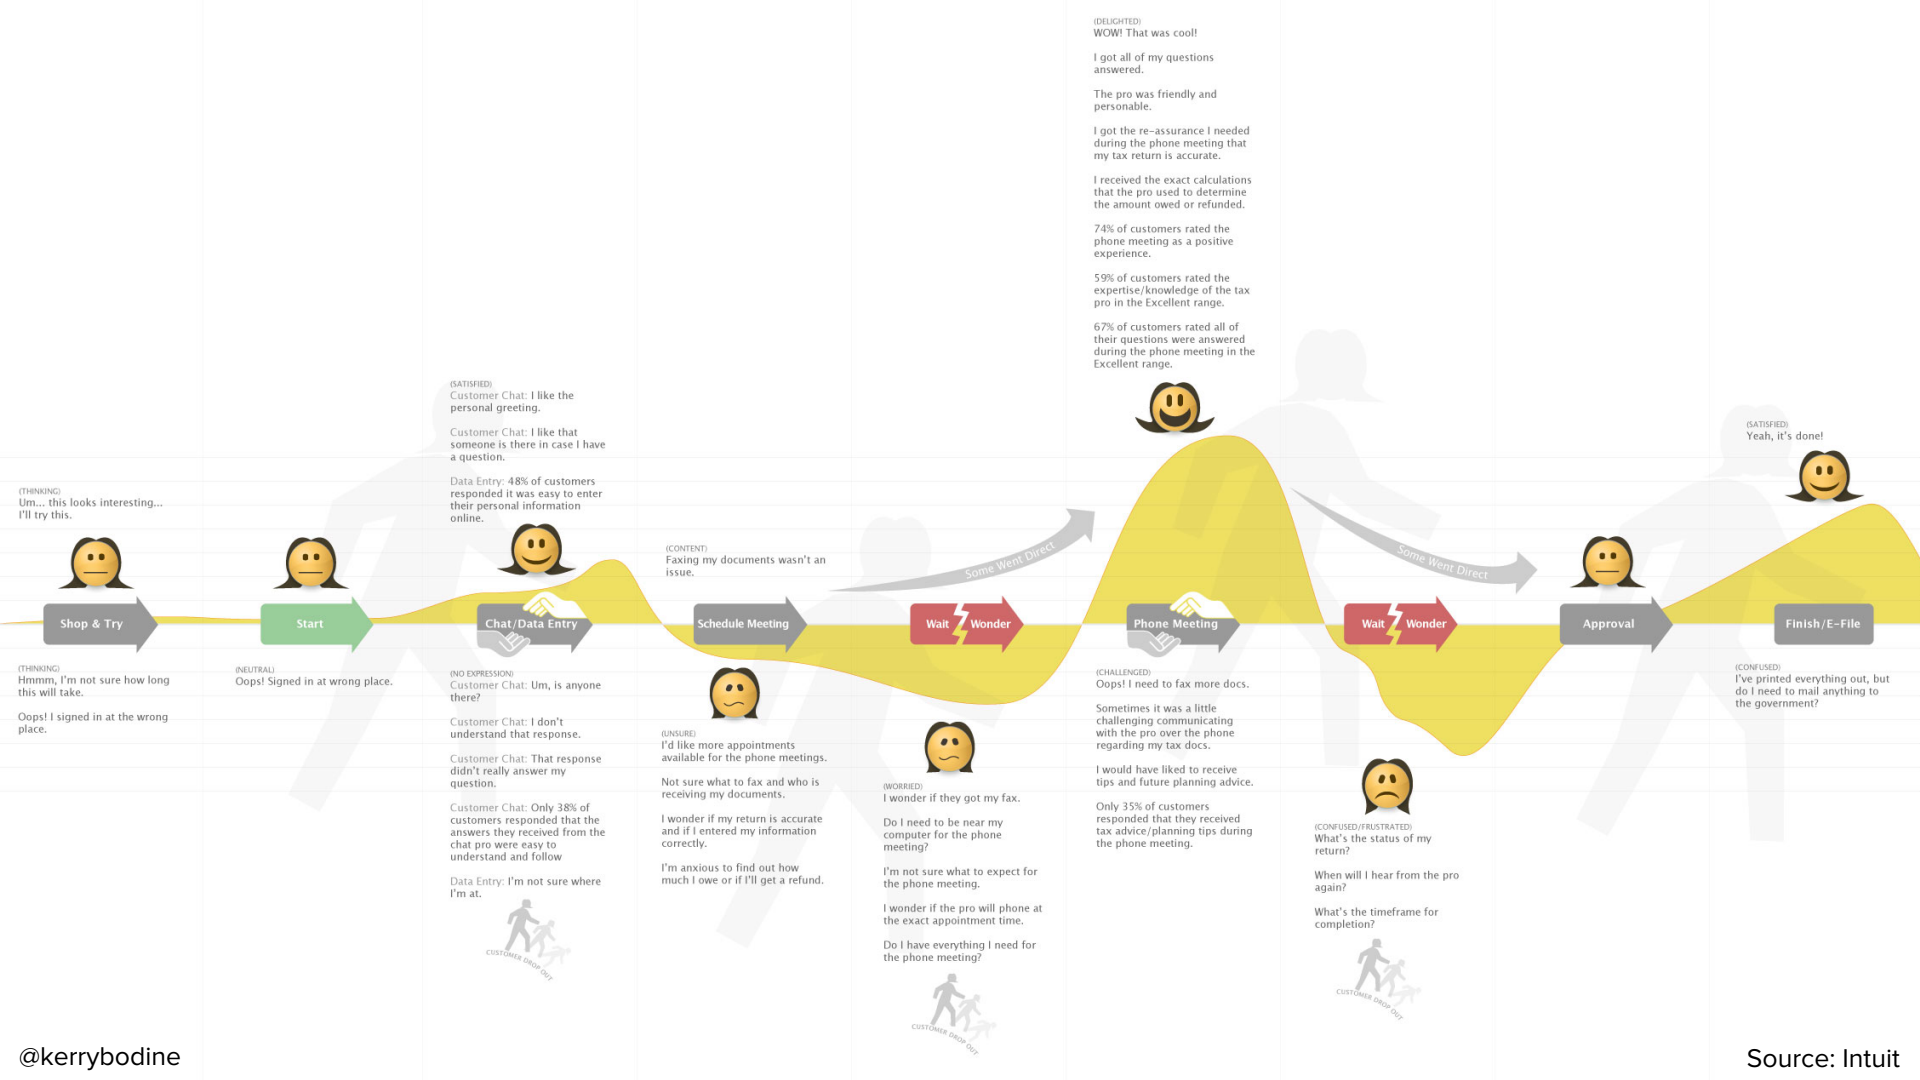 (THINKING)
Um... this looks interesting...
I'll try this.
Shop & Try
(THINKING)
Hmmm, I'm not sure how long
this will take.
Oops! I signed in at the wrong
place.
Start
(NEUTRAL)
Oops! Signed in at wrong place.
(SATISFIED)
Customer Chat: I like the
personal greeting.
Customer Chat: I like that
someone is there in case I have
a question.
Data Entry: 48% of customers
responded it was easy to enter
their personal information
online.
Chat/Data Entry
(NO EXPRESSION)
Customer Chat: Um, is anyone
there?
Customer Chat: I don't
understand that response.
Customer Chat: That response
didn't really answer my
question.
Customer Chat: Only 38% of
customers responded that the
answers they received from the
chat pro were easy to
understand and follow
Data Entry: I'm not sure where
I'm at.
CUSTOMER DROP OUT
(CONTENT)
Faxing my documents wasn't an
issue.
Schedule Meeting
(UNSURE)
I'd like more appointments
available for the phone meetings.
Not sure what to fax and who is
receiving my documents.
I wonder if my return is accurate
and if I entered my information
correctly.
I'm anxious to find out how
much I owe or if I'll get a refund.
Some Went Direct
Wait Wonder
(WORRIED)
I wonder if they got my fax.
Do I need to be near my
computer for the phone
meeting?
I'm not sure what to expect for
the phone meeting.
I wonder if the pro will phone at
the exact appointment time.
Do I have everything I need for
the phone meeting?
CUSTOMER DROP OUT
(DELIGHTED)
WOW! That was cool!
I got all of my questions
answered.
The pro was friendly and
personable.
I got the re-assurance I needed
during the phone meeting that
my tax return is accurate.
I received the exact calculations
that the pro used to determine
the amount owed or refunded.
74% of customers rated the
phone meeting as a positive
experience.
59% of customers rated the
expertise/knowledge of the tax
pro in the Excellent range.
67% of customers rated all of
their questions were answered
during the phone meeting in the
Excellent range.
Phone Meeting
(CHALLENGED)
Oops! I need to fax more docs.
Sometimes it was a little
challenging communicating
with the pro over the phone
regarding my tax docs.
I would have liked to receive
tips and future planning advice.
Only 35% of customers
responded that they received
tax advice/planning tips during
the phone meeting.
Some Went Direct
Wait Wonder
(CONFUSED/FRUSTRATED)
What's the status of my
return?
When will I hear from the pro
again?
What's the timeframe for
completion?
CUSTOMER DROP OUT
Approval
(SATISFIED)
Yeah, it's done!
Finish/E-File
(CONFUSED)
I've printed everything out, but
do I need to mail anything to
the government?
@kerrybodine
Source: Intuit